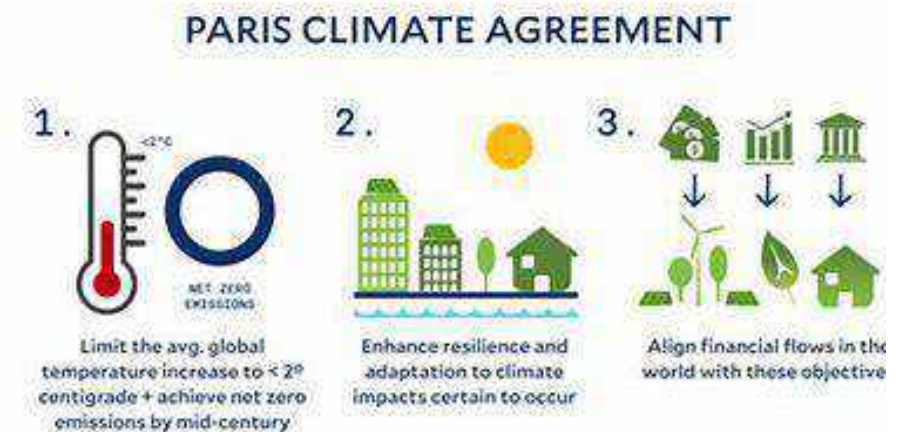 PARIS CLIMATE AGREEMENT
1.
<2°C
NET ZERO
EMISSIONS
Limit the avg. global
temperature increase to < 2º
centigrade + achieve net zero
emissions by mid-century
2.
Enhance resilience and
adaptation to climate
impacts certain to occur
3.
$
Align financial flows in the
world with these objective